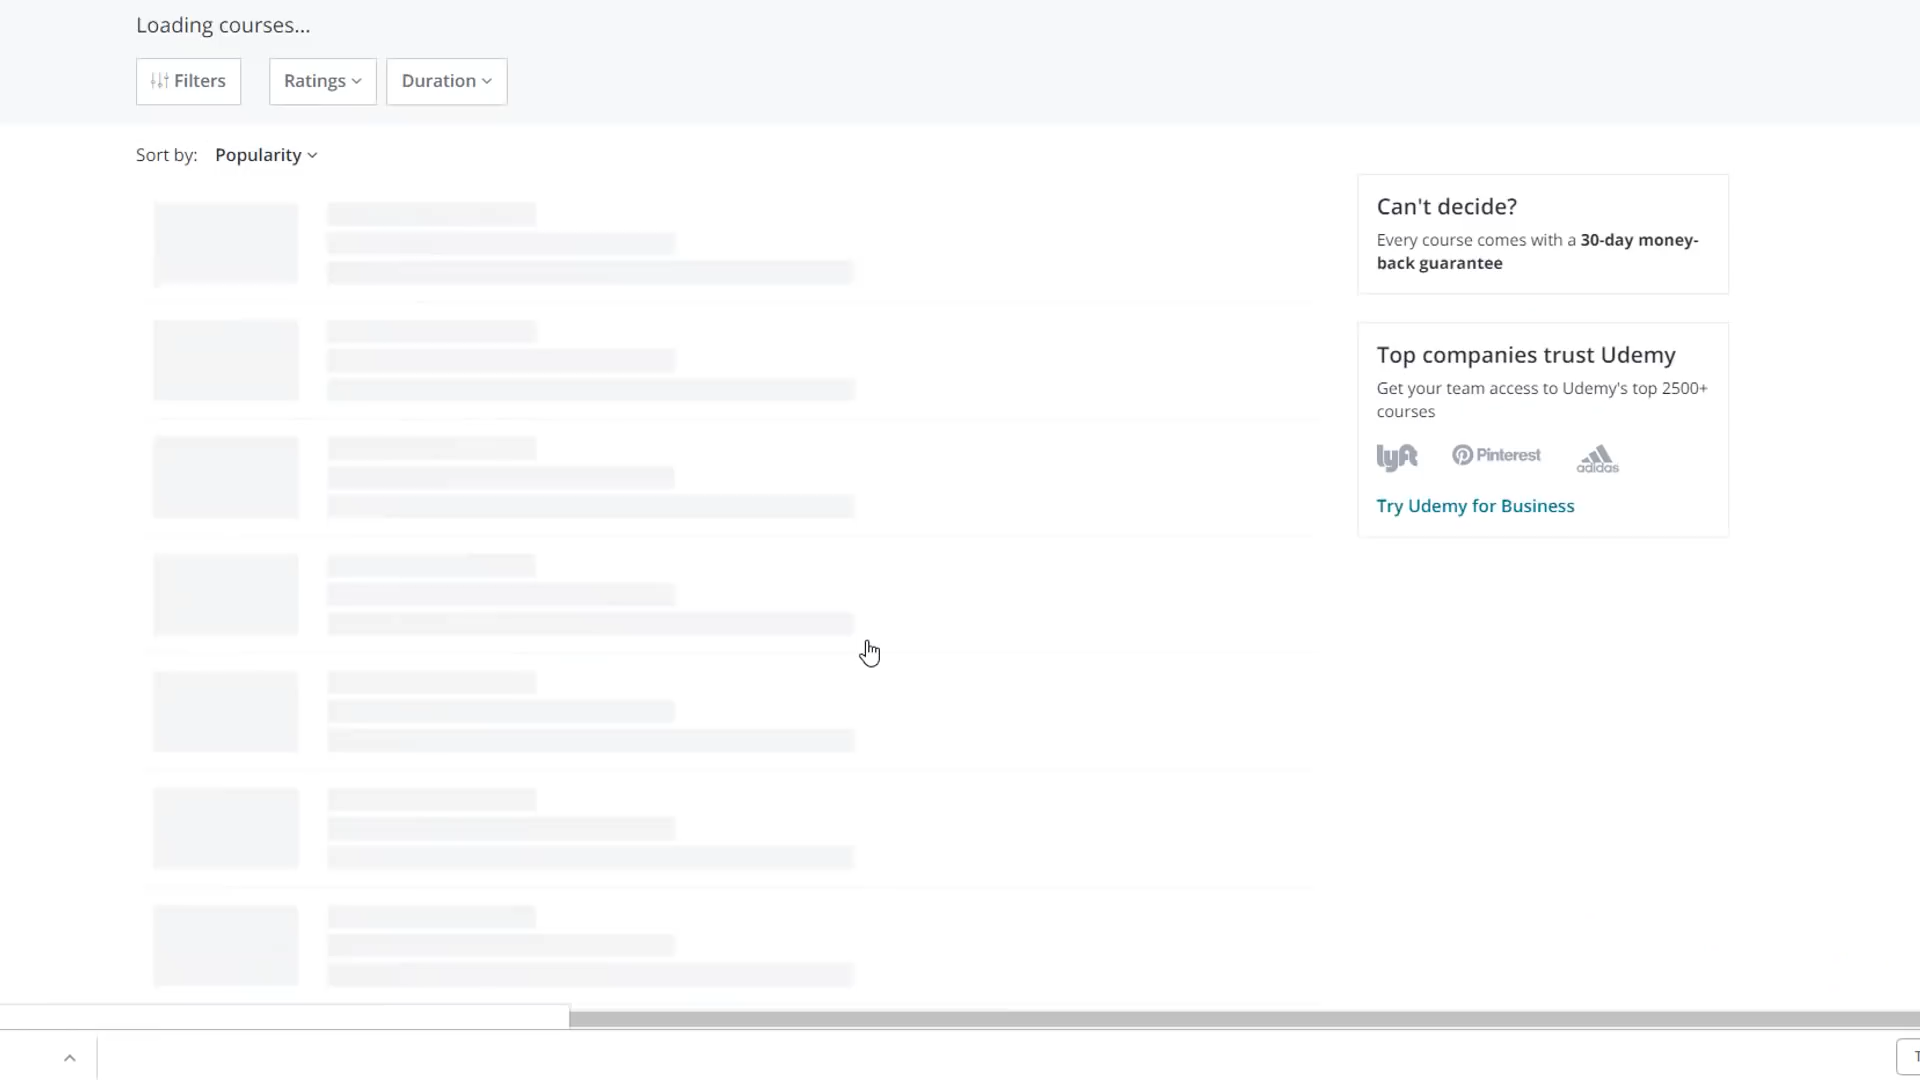 Loading courses...
Filters
Ratings
Duration
Sort by: Popularity
Can't decide?
Every course comes with a 30-day money-
back guarantee
Top companies trust Udemy
Get your team access to Udemy's top 2500+
courses
lyft Pinterest adidas
Try Udemy for Business